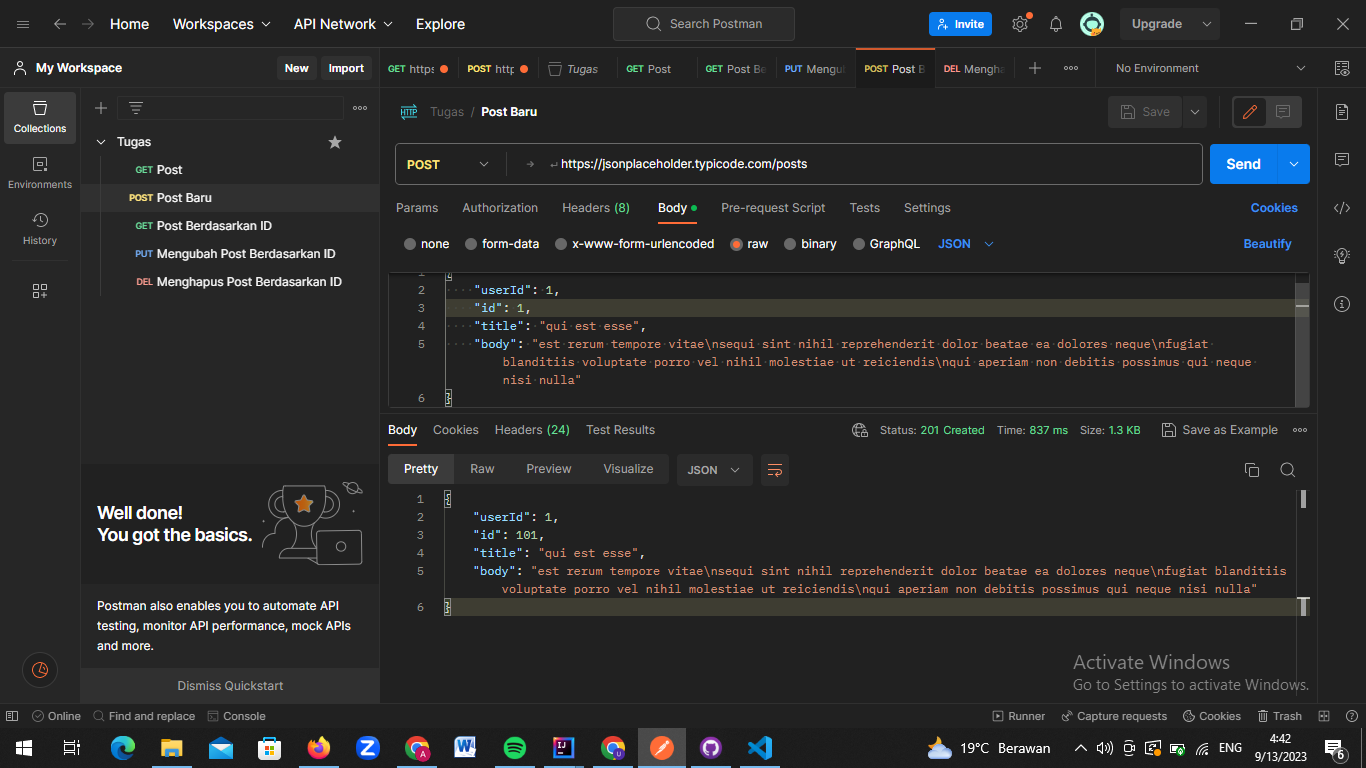 Home
Workspaces
API Network
Explore
Search Postman
Invite
Upgrade
My Workspace
New
Import
GET https
POST http
Tugas
GET Post
GET Post Be
PUT Mengut
POST Post B
DEL Mengha
No Environment
Collections
Environments
History
Tugas
GET Post
POST Post Baru
GET Post Berdasarkan ID
PUT Mengubah Post Berdasarkan ID
DEL Menghapus Post Berdasarkan ID
Well done!
You got the basics.
Postman also enables you to automate API
testing, monitor API performance, mock APIs
and more.
Dismiss Quickstart
HTTP
Tugas / Post Baru
Save
POST
https://jsonplaceholder.typicode.com/posts
Send
Params
Authorization
Headers (8)
Body
Pre-request Script
Tests
Settings
Cookies
none
form-data
x-www-form-urlencoded
raw
binary
GraphQL
JSON
Beautify
1 {
2 "userId": 1,
3 "id": 1,
4 "title": "qui est esse",
5 "body": "est rerum tempore vitae\nsequi sint nihil reprehenderit dolor beatae ea dolores neque\nfugiat
blanditiis voluptate porro vel nihil molestiae ut reiciendis\nqui aperiam non debitis possimus qui neque
nisi nulla"
6 }
Body
Cookies
Headers (24)
Test Results
Status: 201 Created
Time: 837 ms
Size: 1.3 KB
Save as Example
Pretty
Raw
Preview
Visualize
JSON
1 {
2 "userId": 1,
3 "id": 101,
4 "title": "qui est esse",
5 "body": "est rerum tempore vitae\nsequi sint nihil reprehenderit dolor beatae ea dolores neque\nfugiat blanditiis
voluptate porro vel nihil molestiae ut reiciendis\nqui aperiam non debitis possimus qui neque nisi nulla"
6 }
Activate Windows
Go to Settings to activate Windows.
Online
Find and replace
Console
Runner
Capture requests
Cookies
Trash
19°C Berawan
ENG
4:42
9/13/2023
6